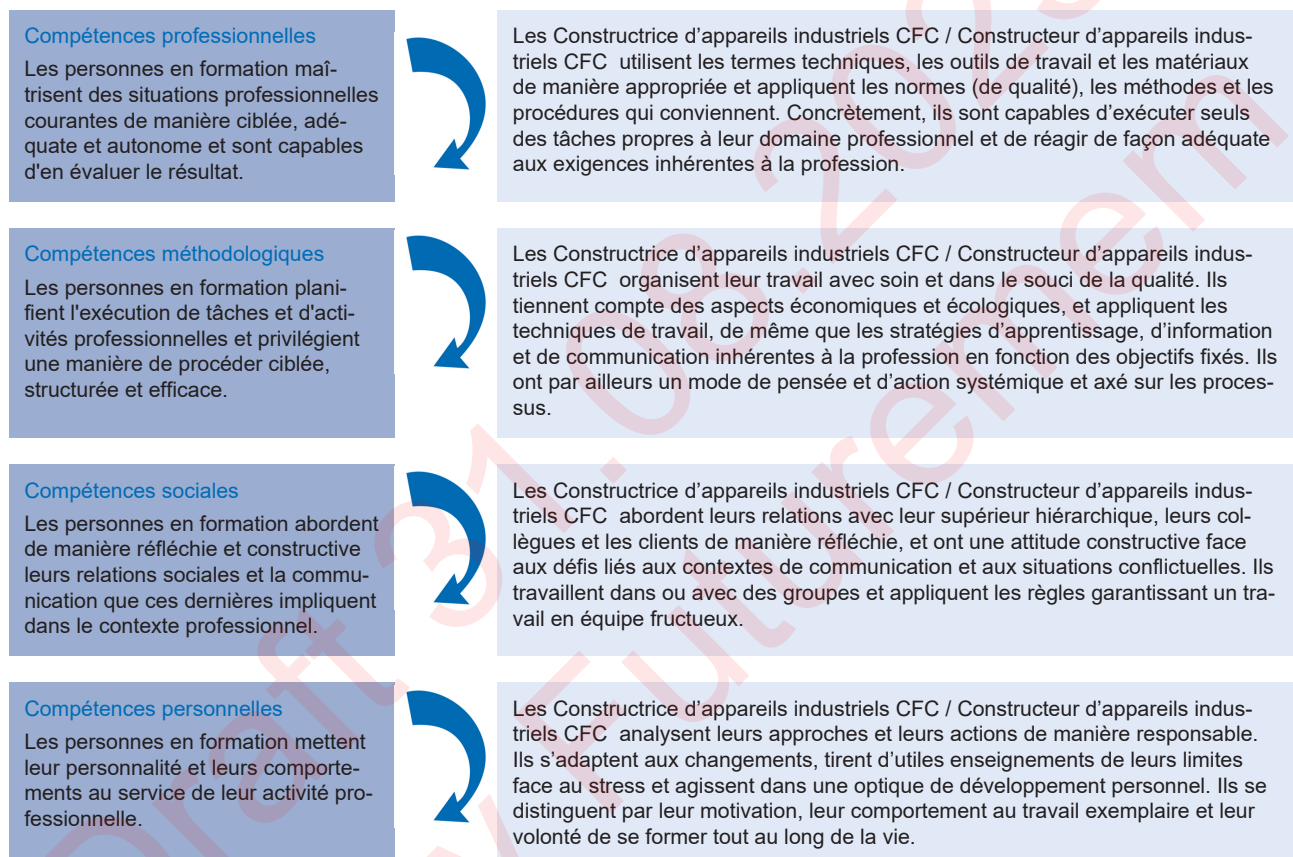 Compétences professionnelles
Les personnes en formation maî-
trisent des situations professionnelles
courantes de manière ciblée, adé-
quate et autonome et sont capables
d'en évaluer le résultat.
Les Constructrice d’appareils industriels CFC / Constructeur d’appareils indus-
triels CFC utilisent les termes techniques, les outils de travail et les matériaux
de manière appropriée et appliquent les normes (de qualité), les méthodes et les
procédures qui conviennent. Concrètement, ils sont capables d’exécuter seuls
des tâches propres à leur domaine professionnel et de réagir de façon adéquate
aux exigences inhérentes à la profession.
Compétences méthodologiques
Les personnes en formation plani-
fient l'exécution de tâches et d'acti-
vités professionnelles et privilégient
une manière de procéder ciblée,
structurée et efficace.
Les Constructrice d’appareils industriels CFC / Constructeur d’appareils indus-
triels CFC organisent leur travail avec soin et dans le souci de la qualité. Ils
tiennent compte des aspects économiques et écologiques, et appliquent les
techniques de travail, de même que les stratégies d’apprentissage, d’information
et de communication inhérentes à la profession en fonction des objectifs fixés. Ils
ont par ailleurs un mode de pensée et d’action systémique et axé sur les proces-
sus.
Compétences sociales
Les personnes en formation abordent
de manière réfléchie et constructive
leurs relations sociales et la commu-
nication que ces dernières impliquent
dans le contexte professionnel.
Les Constructrice d’appareils industriels CFC / Constructeur d’appareils indus-
triels CFC abordent leurs relations avec leur supérieur hiérarchique, leurs col-
lègues et les clients de manière réfléchie, et ont une attitude constructive face
aux défis liés aux contextes de communication et aux situations conflictuelles. Ils
travaillent dans ou avec des groupes et appliquent les règles garantissant un tra-
vail en équipe fructueux.
Compétences personnelles
Les personnes en formation mettent
leur personnalité et leurs comporte-
ments au service de leur activité pro-
fessionnelle.
Les Constructrice d’appareils industriels CFC / Constructeur d’appareils indus-
triels CFC analysent leurs approches et leurs actions de manière responsable.
Ils s’adaptent aux changements, tirent d’utiles enseignements de leurs limites
face au stress et agissent dans une optique de développement personnel. Ils se
distinguent par leur motivation, leur comportement au travail exemplaire et leur
volonté de se former tout au long de la vie.
Draft 31.08.202
Futuremem